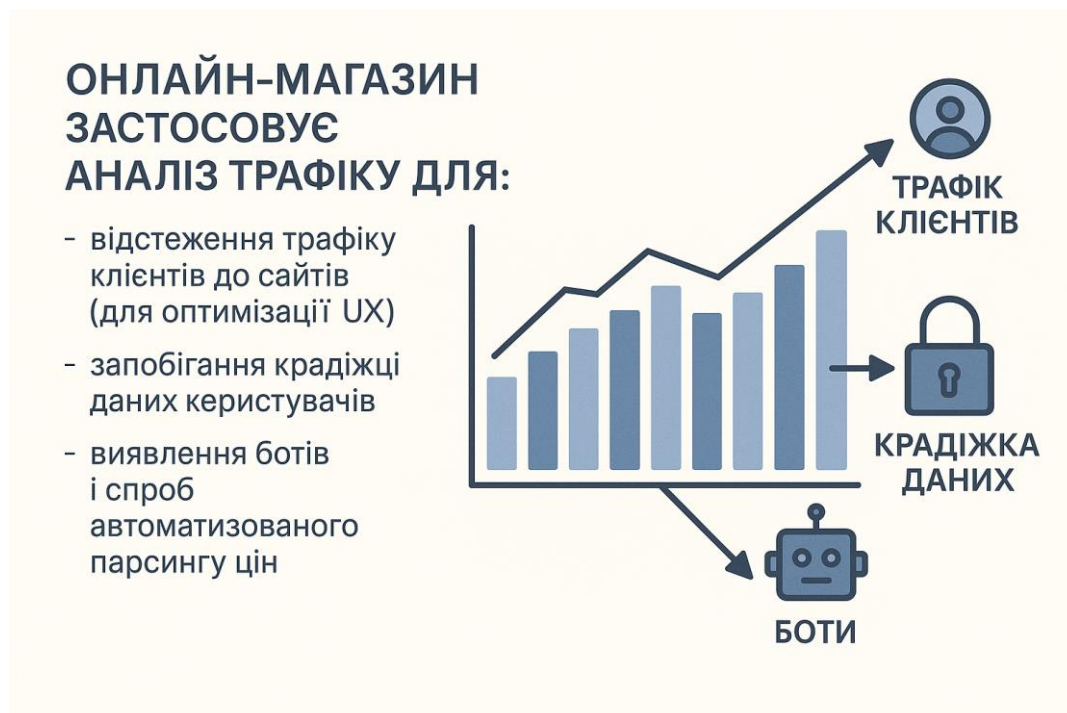 ОНЛАЙН-МАГАЗИН
ЗАСТОСОВУЄ
АНАЛІЗ ТРАФІКУ ДЛЯ:
- відстеження трафіку
клієнтів до сайтів
(для оптимізації UX)
- запобігання крадіжці
даних керистувачів
- виявлення ботів
і спроб
автоматизованого
парсингу цін
ТРАФІК
КЛІЄНТІВ
КРАДІЖКА
ДАНИХ
БОТИ